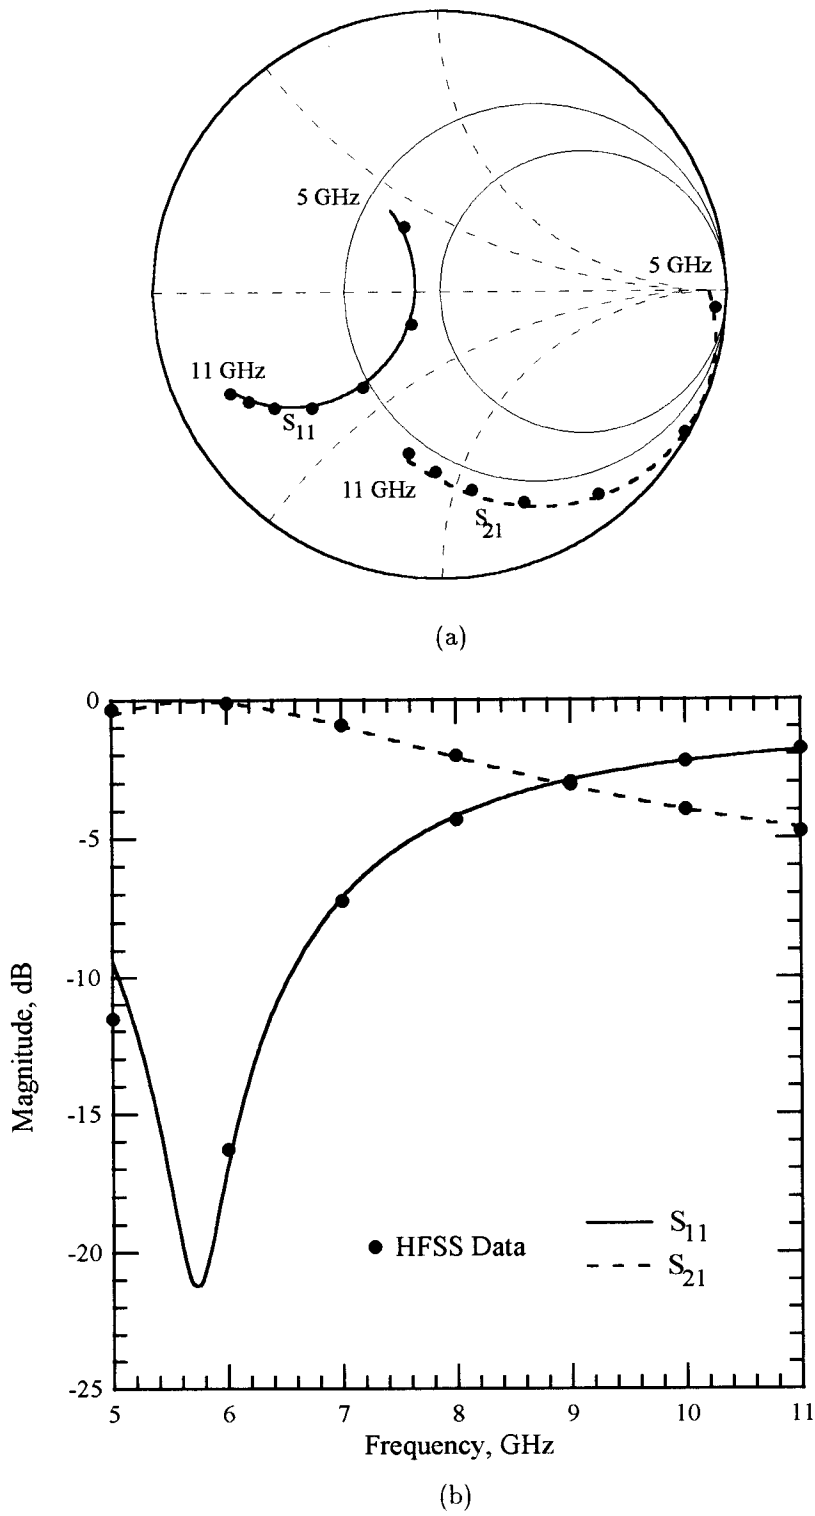 5 GHz
5 GHz
11 GHz
S11
11 GHz
S21
(a)
0
-5
-10
-15
-20
-25
Magnitude, dB
HFSS Data
S11
S21
5 6 7 8 9 10 11
Frequency, GHz
(b)